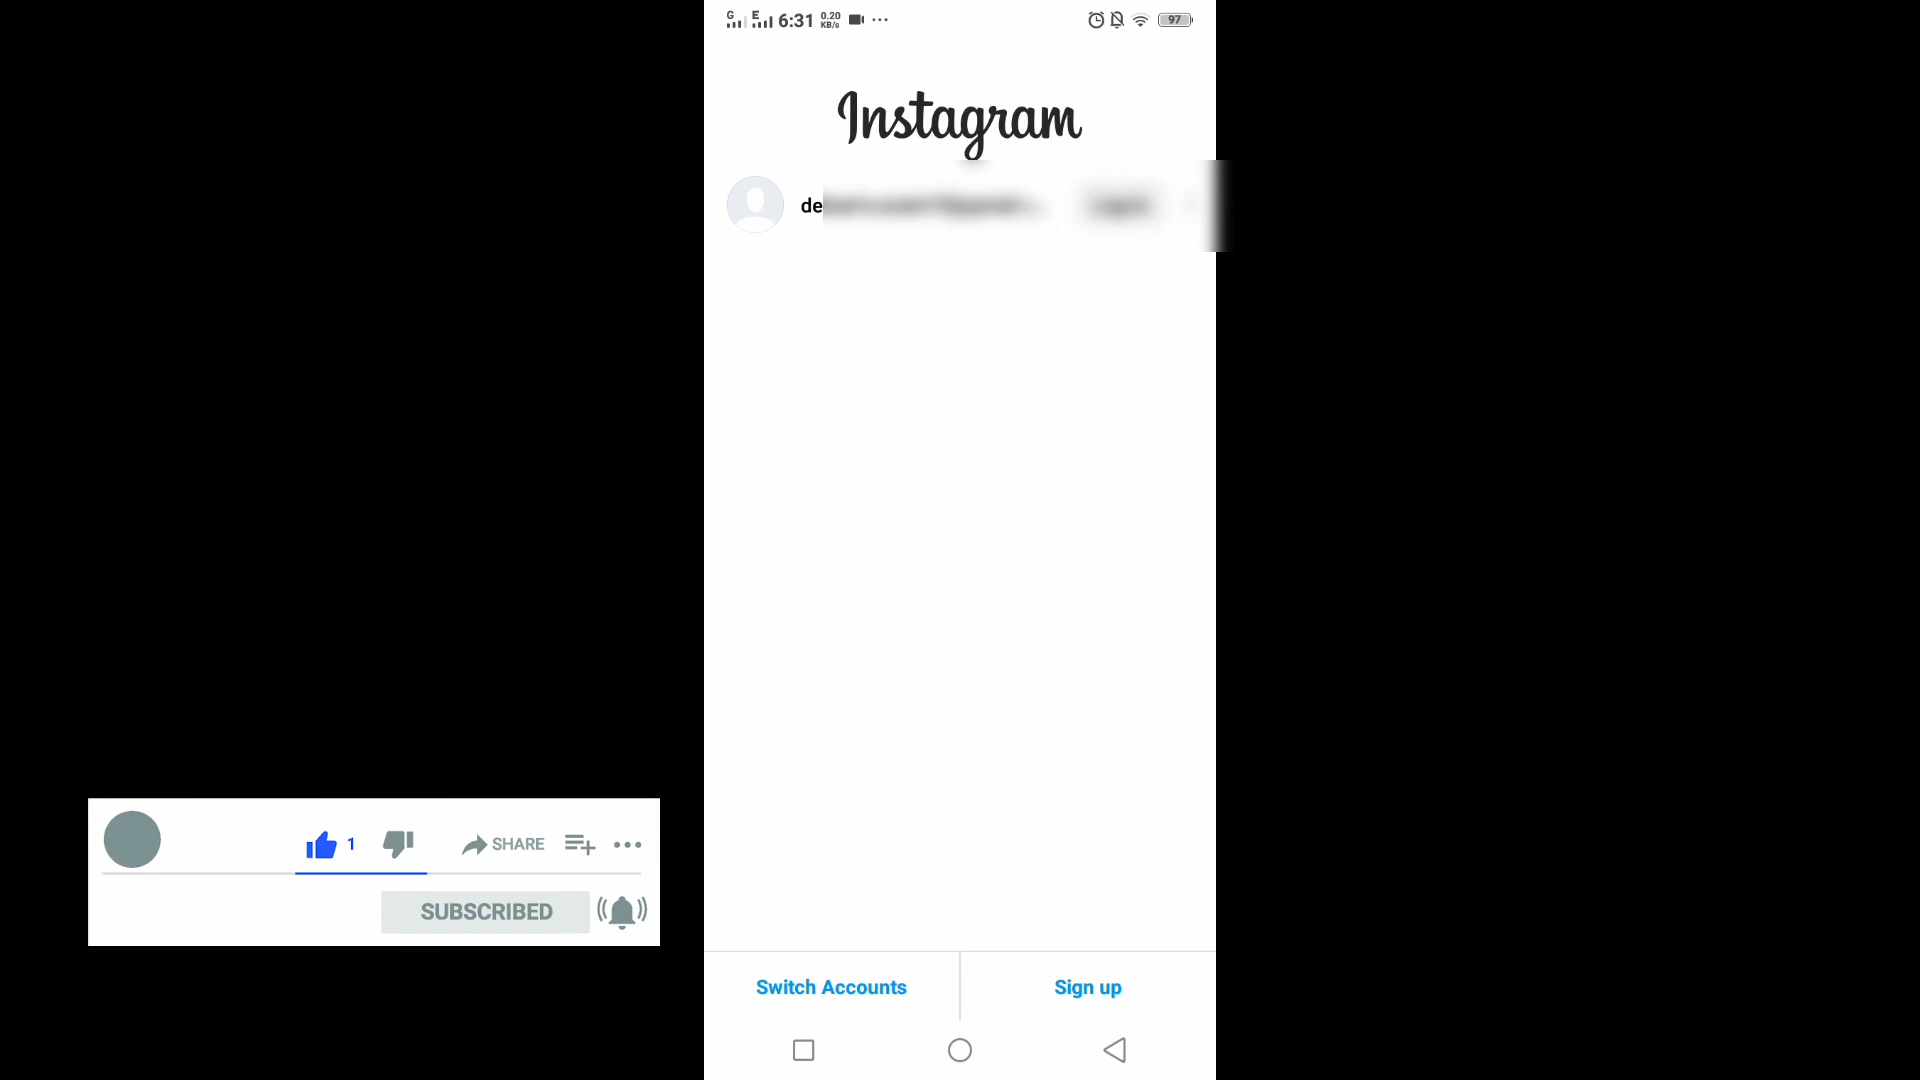 G E 6:31 0.20 KB/s 97
Instagram
de
1 SHARE
SUBSCRIBED
Switch Accounts Sign up